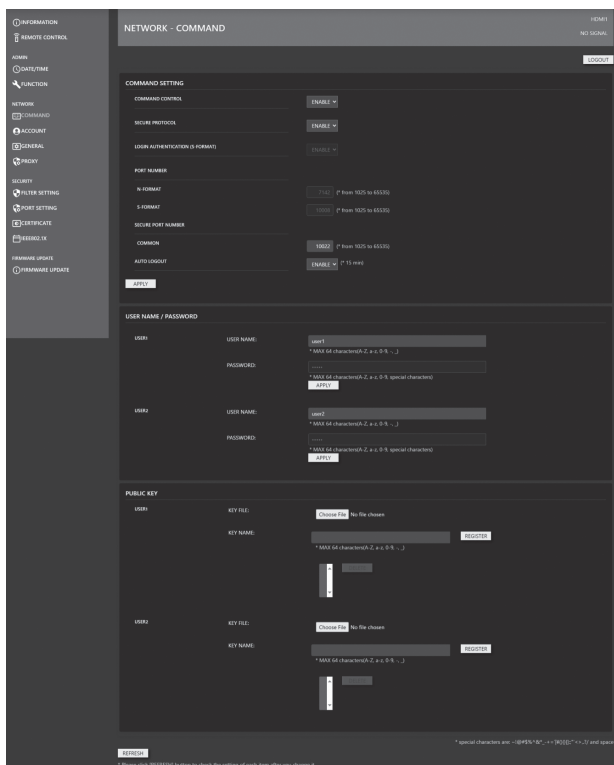 INFORMATION
REMOTE CONTROL
ADMIN
DATE/TIME
FUNCTION
NETWORK
COMMAND
ACCOUNT
GENERAL
PROXY
SECURITY
FILTER SETTING
PORT SETTING
CERTIFICATE
IEEE802.1X
FIRMWARE UPDATE
FIRMWARE UPDATE
NETWORK - COMMAND
HDMI1
NO SIGNAL
LOGOUT
COMMAND SETTING
COMMAND CONTROL
ENABLE
SECURE PROTOCOL
ENABLE
LOGIN AUTHENTICATION (S-FORMAT)
ENABLE
PORT NUMBER
N-FORMAT
7142 (* from 1025 to 65535)
S-FORMAT
(* from 1025 to 65535)
SECURE PORT NUMBER
COMMON
10022 (* from 1025 to 65535)
AUTO LOGOUT
ENABLE (* 15 min)
APPLY
USER NAME / PASSWORD
USER1
USER NAME:
user1
* MAX 64 characters(A-Z, a-z, 0-9, -, _)
PASSWORD:
* MAX 64 characters(A-Z, a-z, 0-9, special characters)
APPLY
USER2
USER NAME:
user2
* MAX 64 characters(A-Z, a-z, 0-9, -, _)
PASSWORD:
* MAX 64 characters(A-Z, a-z, 0-9, special characters)
APPLY
PUBLIC KEY
USER1
KEY FILE:
Choose File No file chosen
KEY NAME:
REGISTER
* MAX 64 characters(A-Z, a-z, 0-9, -, _)
USER2
KEY FILE:
Choose File No file chosen
KEY NAME:
REGISTER
* MAX 64 characters(A-Z, a-z, 0-9, -, _)
* special characters are: and space
REFRESH